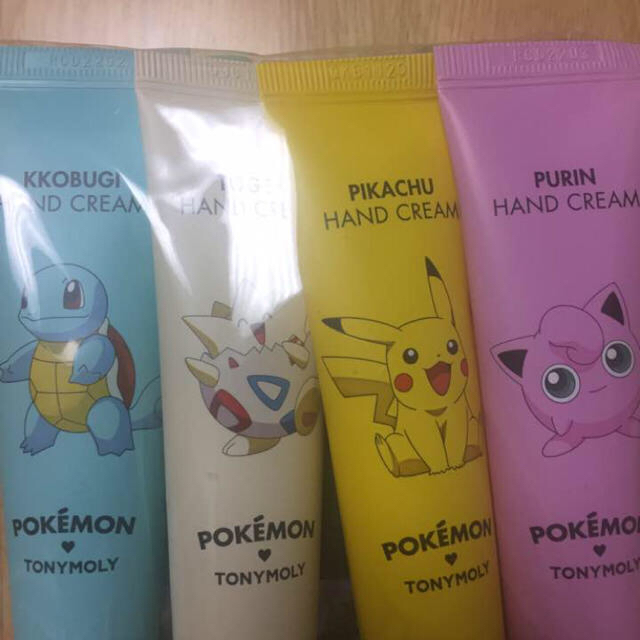 KKOBUGI
HAND CREAM
POKÉMON
TONYMOLY
HAND
POKÉMON
TONYMOLY
PIKACHU
HAND CREAM
POKÉMON
TONYMOLY
PURIN
HAND CREAM
POKÉMON
TONYMOLY